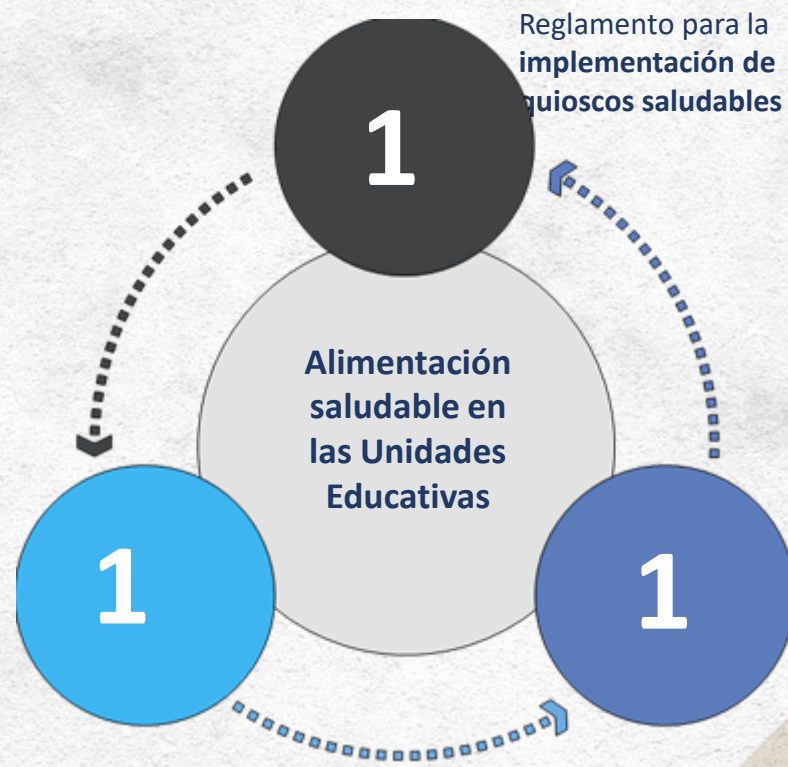 Reglamento para la
implementación de
quioscos saludables
1
Alimentación
saludable en
las Unidades
Educativas
1
1